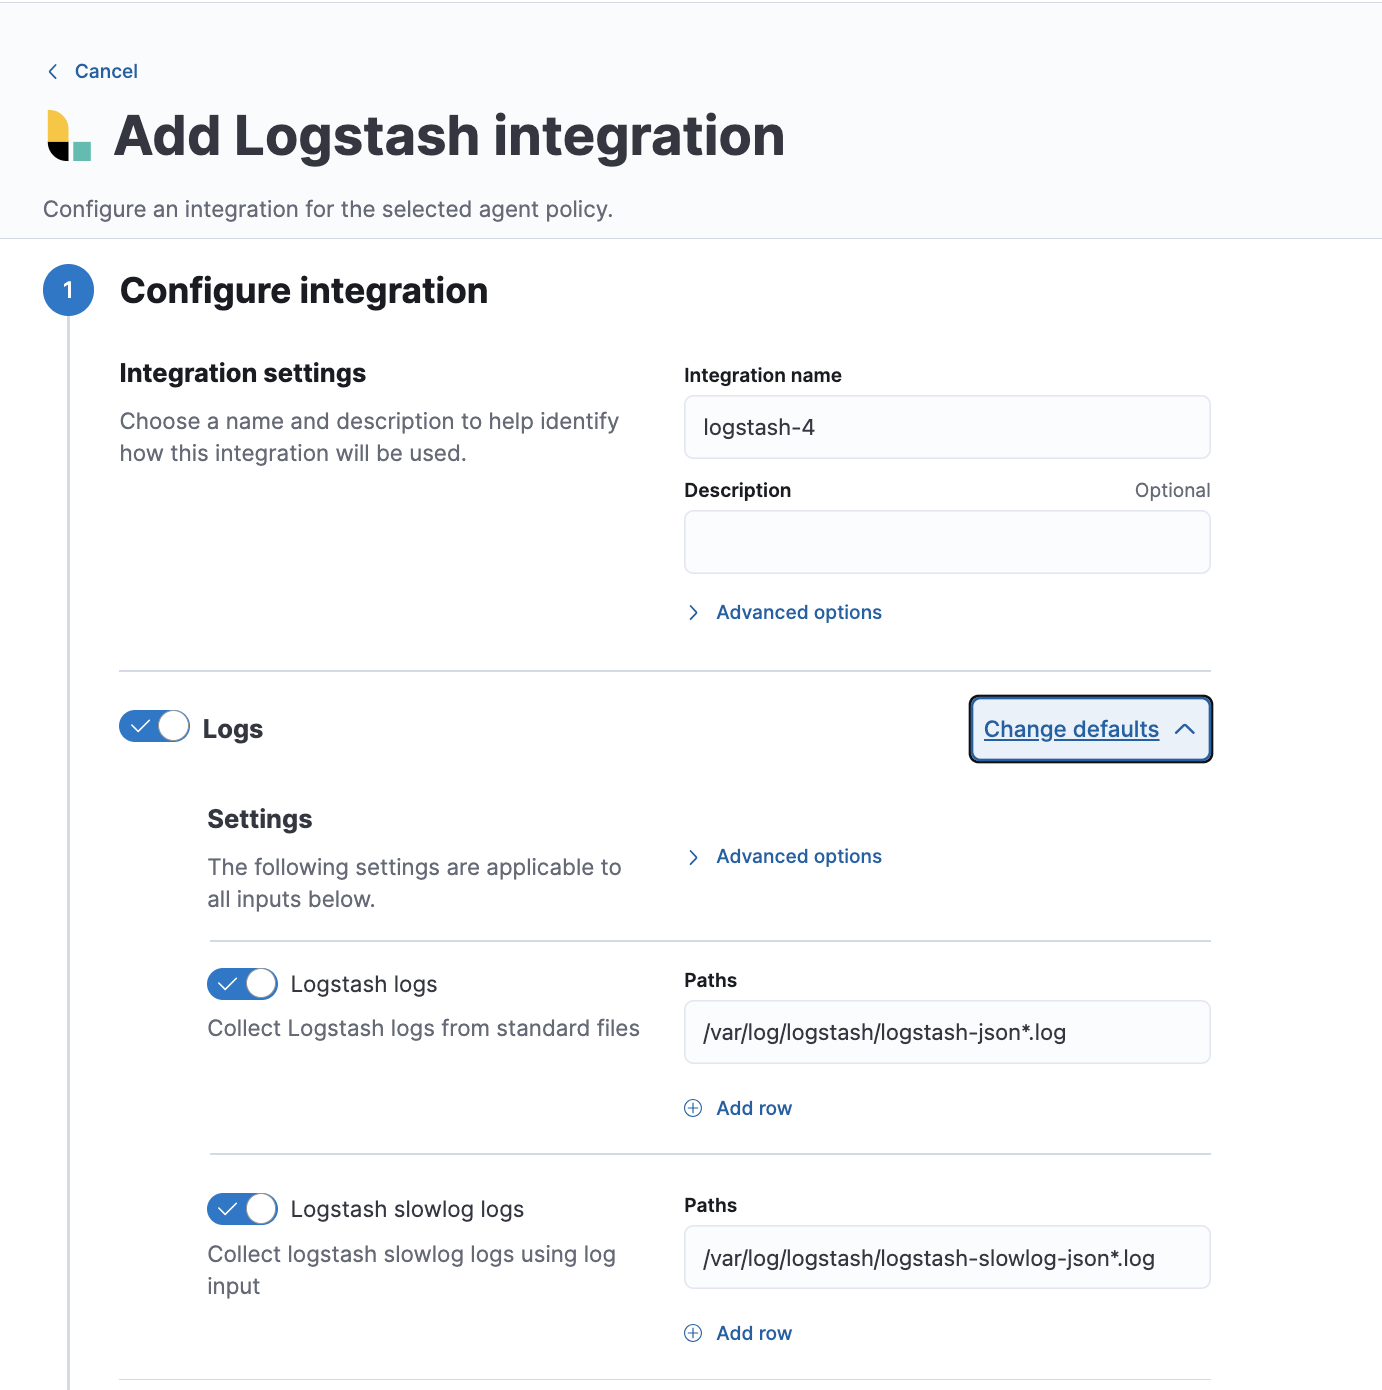 Cancel
Add Logstash integration
Configure an integration for the selected agent policy.
1
Configure integration
Integration settings
Choose a name and description to help identify
how this integration will be used.
Integration name
logstash-4
Description
Optional
Advanced options
Logs
Change defaults
Settings
The following settings are applicable to
all inputs below.
Advanced options
Logstash logs
Collect Logstash logs from standard files
Paths
/var/log/logstash/logstash-json*.log
Add row
Logstash slowlog logs
Collect logstash slowlog logs using log
input
Paths
/var/log/logstash/logstash-slowlog-json*.log
Add row